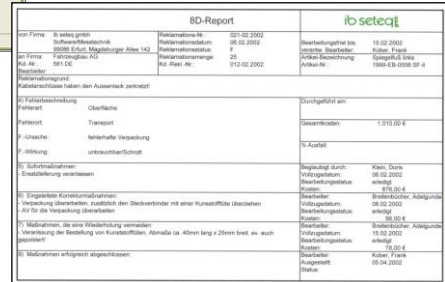 8D-Report
ib seteq
von Firma: ib seteq gmbh
Software/Messtechnik
99086 Erfurt, Magdeburger Allee 142
an Firma: Fahrzeugbau AG
Kd.-Nr.: 561 DE
Bearbeiter:
Reklamations-Nr.: 021-02.2002
Reklamationsdatum: 06.02.2002
Reklamationsstatus: F
Reklamationsmenge: 25
Kd.-Rekl.-Nr.: 012-02.2002
Bearbeitungsfrist bis: 15.02.2002
verantw. Bearbeiter: Kober, Frank
Artikel-Bezeichnung: Spiegelfuß links
Artikel-Nr.: 1999-EB-0508.SF-li
Reklamationsgrund:
Kabelanschlüsse haben den Aussenlack zerkratzt!
4) Fehlerbeschreibung
Fehlerart: Oberfläche
Fehlerort: Transport
F.-Ursache: fehlerhafte Verpackung
F.-Wirkung: unbrauchbar/Schrott
Durchgeführt am:
Gesamtkosten: 1.010,00 €
% Ausfall:
5) Sofortmaßnahmen:
- Ersatzlieferung veranlassen
Beglaubigt durch: Klein, Doris
Vollzugsdatum: 06.02.2002
Bearbeitungsstatus: erledigt
Kosten: 876,00 €
6) Eingeleitete Korrekturmaßnahmen:
- Verpackung überarbeiten, zusätzlich den Steckverbinder mit einer Kunststofftüte überziehen
- AV für die Verpackung überarbeiten
Bearbeiter: Breitenbücher, Adelgunde
Vollzugsdatum: 06.02.2002
Bearbeitungsstatus: erledigt
Kosten: 56,00 €
7) Maßnahmen, die eine Wiederholung vermeiden:
- Veranlassung der Bestellung von Kunststofftüten, Abmaße ca. 40mm lang x 25mm breit, ev. auch
gepolstert!
Bearbeiter: Breitenbücher, Adelgunde
Vollzugsdatum: 15.02.2002
Bearbeitungsstatus: erledigt
Kosten: 78,00 €
8) Maßnahmen erfolgreich abgeschlossen:
Bearbeiter: Kober, Frank
Ausgestellt: 05.04.2002
Status: